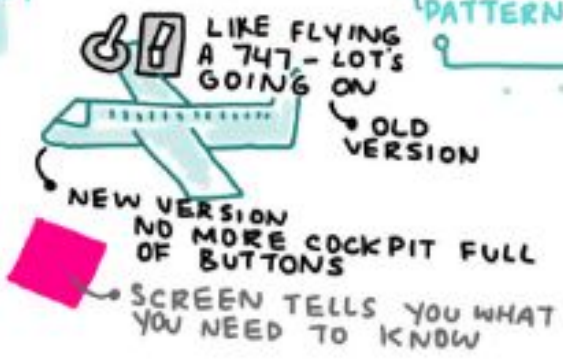 'PATTERN
LIKE FLYING
A 747 - LOT'S
GOING ON
OLD
VERSION
NEW VERSION
NO MORE COCKPIT FULL
OF BUTTONS
SCREEN TELLS YOU WHAT
YOU NEED TO KNOW